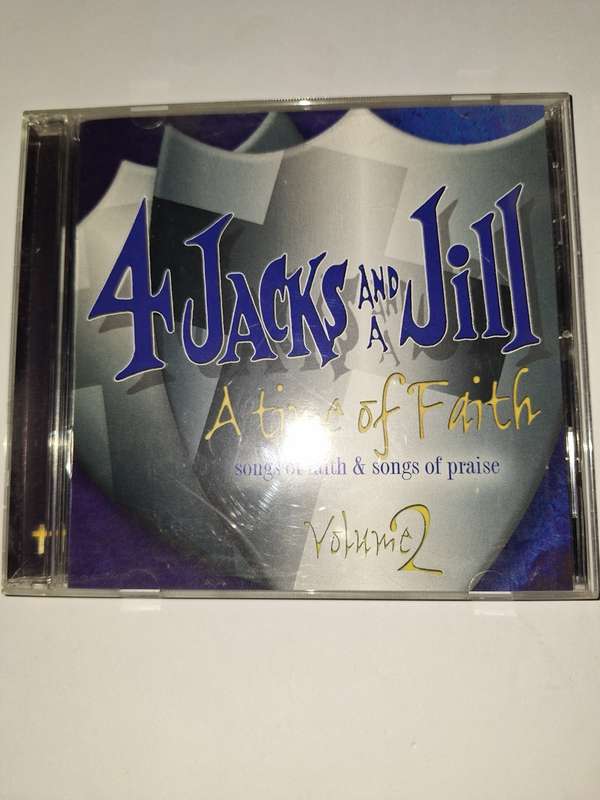 4 JACKS AND A Jill
A time of Faith
songs of faith & songs of praise
Volume 2